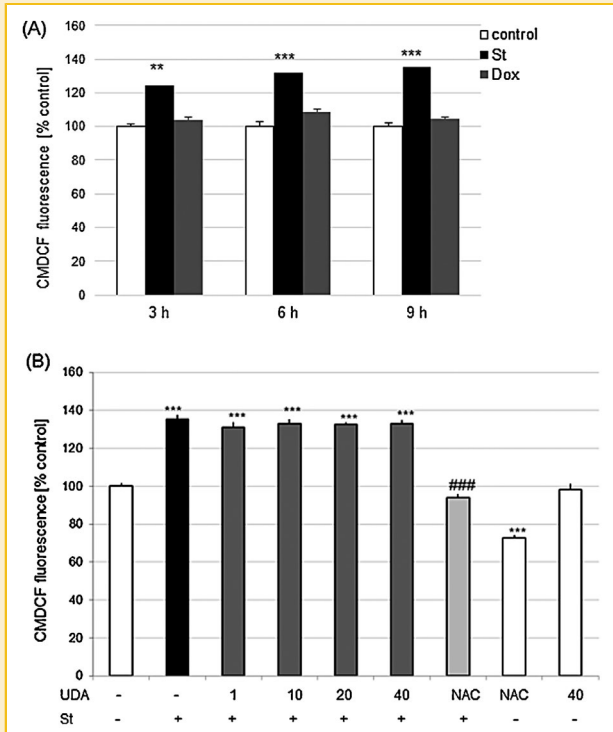 (A)
CMDCF fluorescence [% control]
160
140
120
100
80
60
40
20
0
** *** ***
control
St
Dox
3 h 6 h 9 h
(B)
CMDCF fluorescence [% control]
160
140
120
100
80
60
40
20
0
*** *** *** *** *** ### ***
UDA - - 1 10 20 40 NAC NAC 40
St - + + + + + + - -